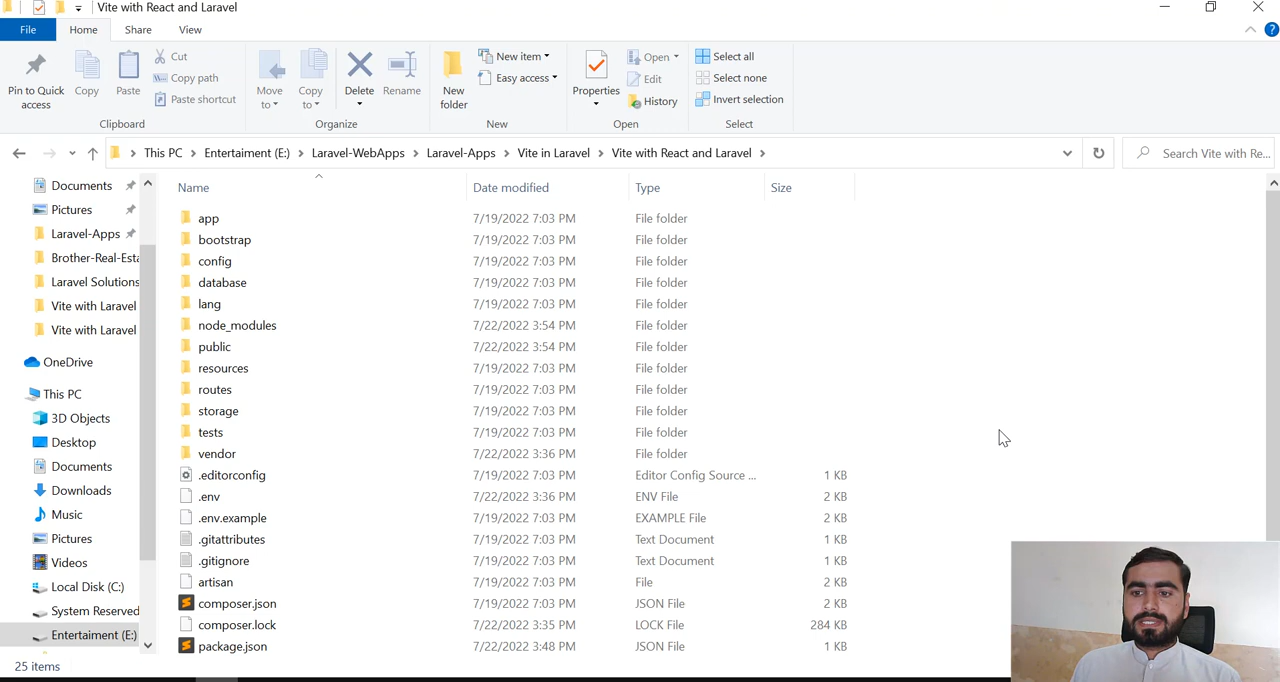 Vite with React and Laravel
File
Home
Share
View
Pin to Quick access
Copy
Paste
Cut
Copy path
Paste shortcut
Clipboard
Move to
Copy to
Delete
Rename
Organize
New folder
New item
Easy access
New
Properties
Open
Edit
History
Open
Select all
Select none
Invert selection
Select
This PC > Entertaiment (E:) > Laravel-WebApps > Laravel-Apps > Vite in Laravel > Vite with React and Laravel >
Search Vite with Re...
Documents
Pictures
Laravel-Apps
Brother-Real-Esta
Laravel Solutions
Vite with Laravel
Vite with Laravel
OneDrive
This PC
3D Objects
Desktop
Documents
Downloads
Music
Pictures
Videos
Local Disk (C:)
System Reserved
Entertaiment (E:)
Name Date modified Type Size
app 7/19/2022 7:03 PM File folder
bootstrap 7/19/2022 7:03 PM File folder
config 7/19/2022 7:03 PM File folder
database 7/19/2022 7:03 PM File folder
lang 7/19/2022 7:03 PM File folder
node_modules 7/22/2022 3:54 PM File folder
public 7/22/2022 3:54 PM File folder
resources 7/19/2022 7:03 PM File folder
routes 7/19/2022 7:03 PM File folder
storage 7/19/2022 7:03 PM File folder
tests 7/19/2022 7:03 PM File folder
vendor 7/22/2022 3:36 PM File folder
.editorconfig 7/19/2022 7:03 PM Editor Config Source ... 1 KB
.env 7/22/2022 3:36 PM ENV File 2 KB
.env.example 7/19/2022 7:03 PM EXAMPLE File 2 KB
.gitattributes 7/19/2022 7:03 PM Text Document 1 KB
.gitignore 7/19/2022 7:03 PM Text Document 1 KB
artisan 7/19/2022 7:03 PM File 2 KB
composer.json 7/19/2022 7:03 PM JSON File 2 KB
composer.lock 7/22/2022 3:35 PM LOCK File 284 KB
package.json 7/22/2022 3:48 PM JSON File 1 KB
25 items